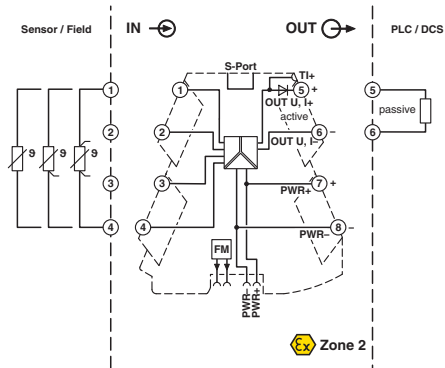 Sensor / Field
IN
OUT
PLC / DCS
S-Port
TI+
1
1
5
+
5
OUT U, I+
active
passive
2
2
6
–
6
OUT U, I–
ϑ
ϑ
ϑ
3
3
7
+
PWR+
4
4
8
–
PWR–
FM
PWR-
PWR+
Ex
Zone 2